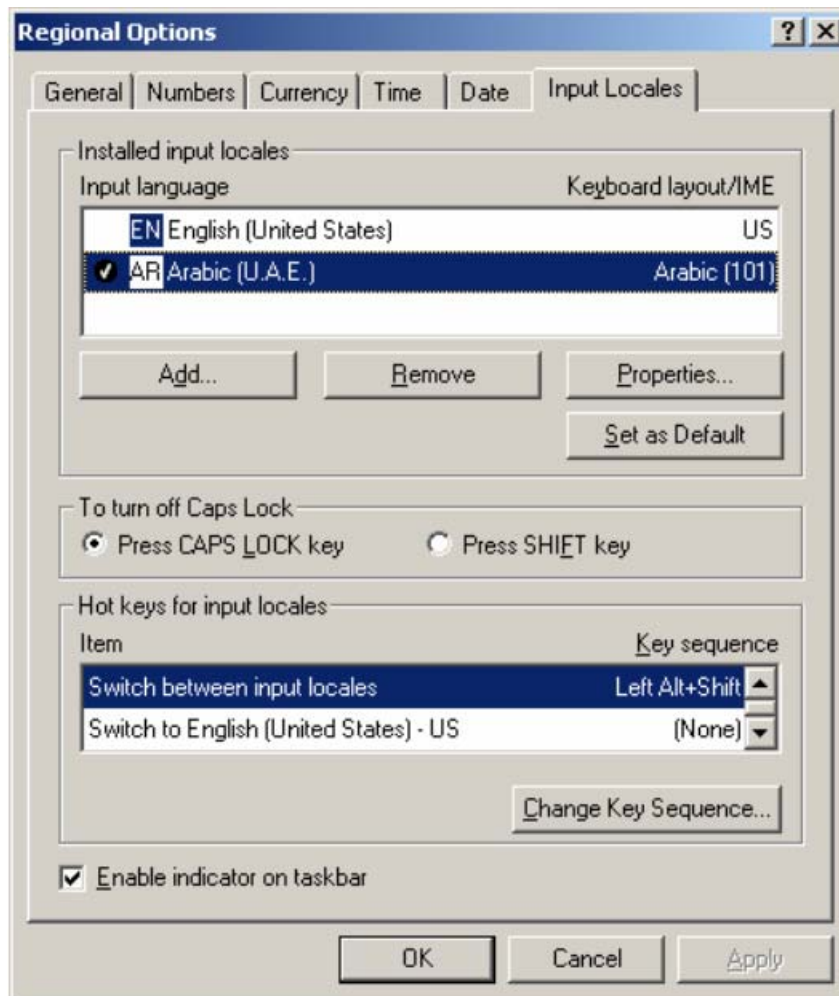 Regional Options
General Numbers Currency Time Date Input Locales
Installed input locales
Input language Keyboard layout/IME
EN English (United States) US
AR Arabic (U.A.E.) Arabic (101)
Add... Remove Properties...
Set as Default
To turn off Caps Lock
Press CAPS LOCK key Press SHIFT key
Hot keys for input locales
Item Key sequence
Switch between input locales Left Alt+Shift
Switch to English (United States) - US (None)
Change Key Sequence...
Enable indicator on taskbar
OK Cancel Apply